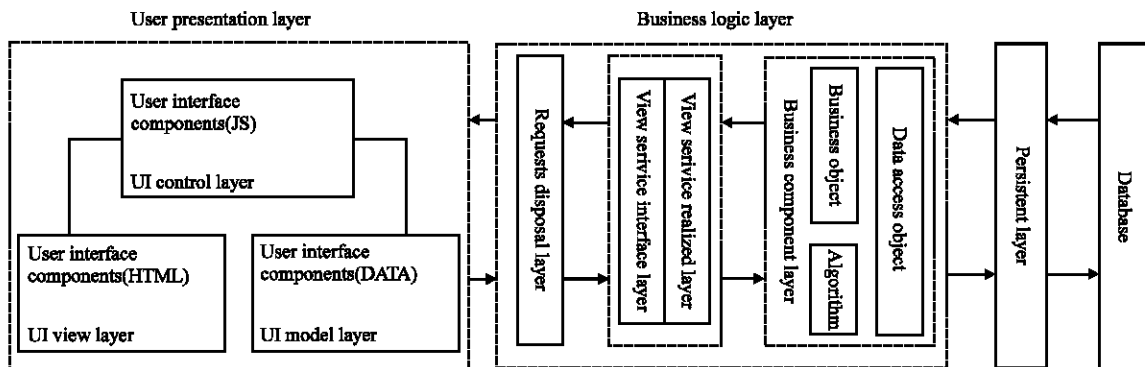 User presentation layer
Business logic layer
User interface
components(JS)
UI control layer
User interface
components(HTML)
UI view layer
User interface
components(DATA)
UI model layer
Requests disposal layer
View serivice interface layer
View serivice realized layer
Business component layer
Business object
Algorithm
Data access object
Persistent layer
Database